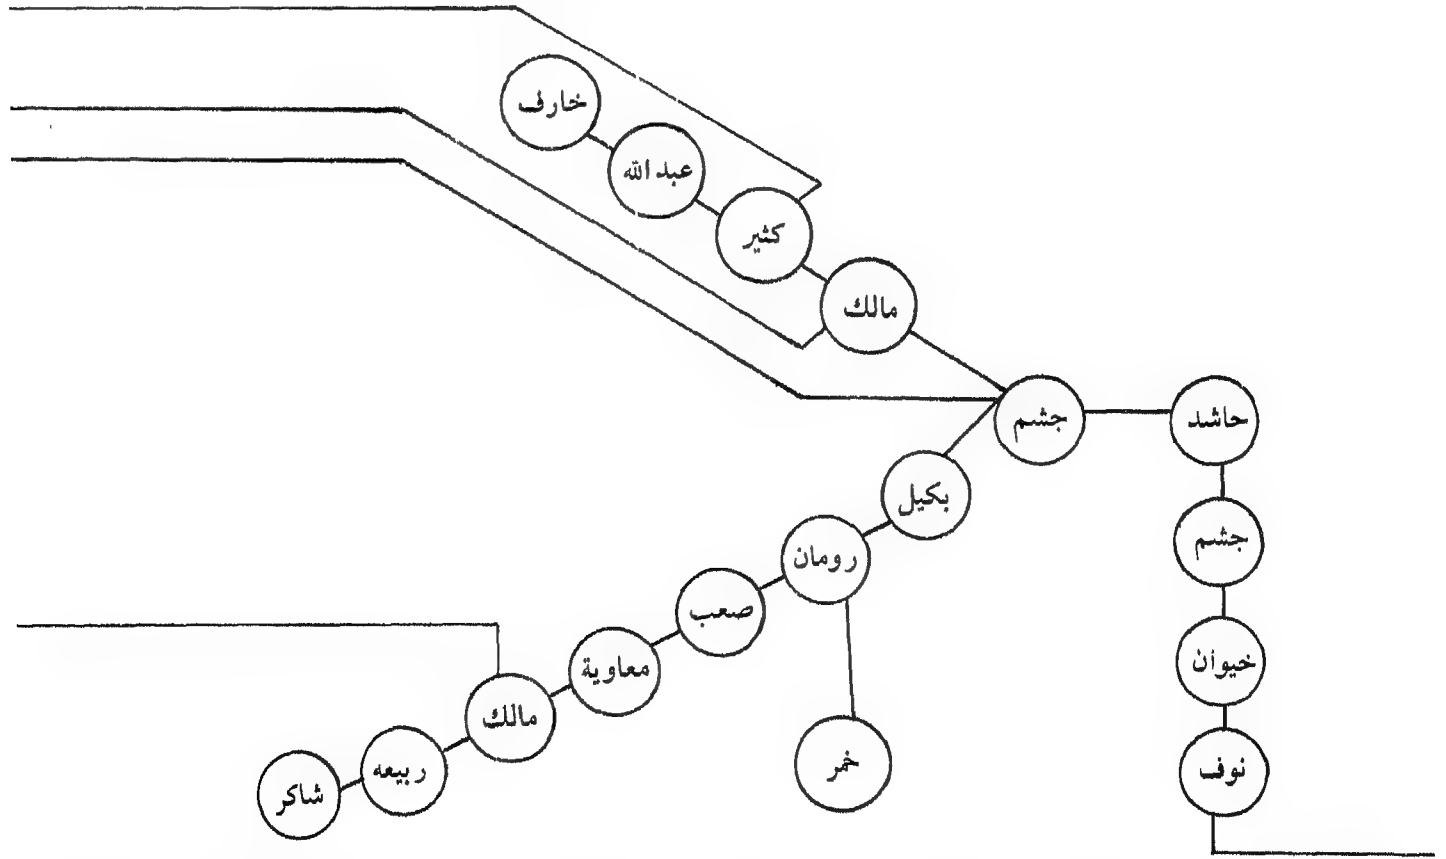 خارف
عبد الله
كثير
مالك
حاشد
جشم
جشم
بكيل
رومان
صعب
خيوان
معاوية
مالك
خمر
نوف
ربيعه
شاكر